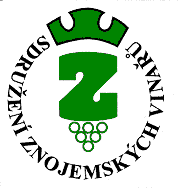 SDRUŽENÍ ZNOJEMSKÝCH VINAŘŮ
Z